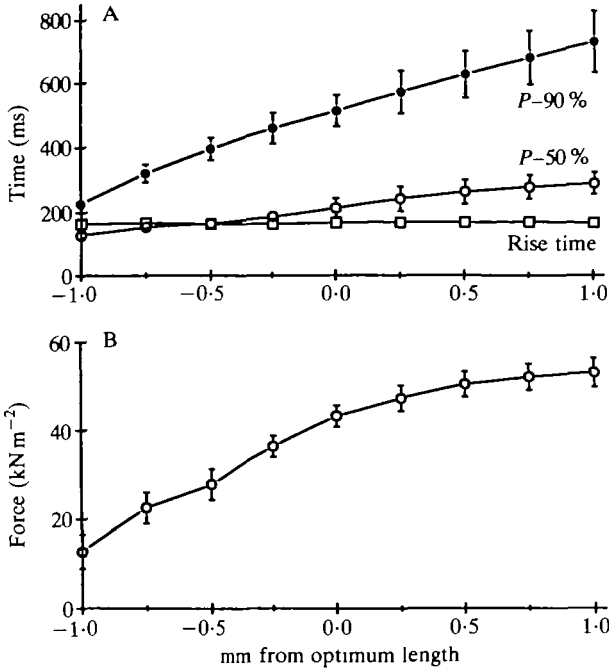 A
800
600
400
200
0
Time (ms)
P–90 %
P–50 %
Rise time
−1·0
−0·5
0·0
0·5
1·0
B
60
40
20
0
Force (kN m⁻²)
−1·0
−0·5
0·0
0·5
1·0
mm from optimum length